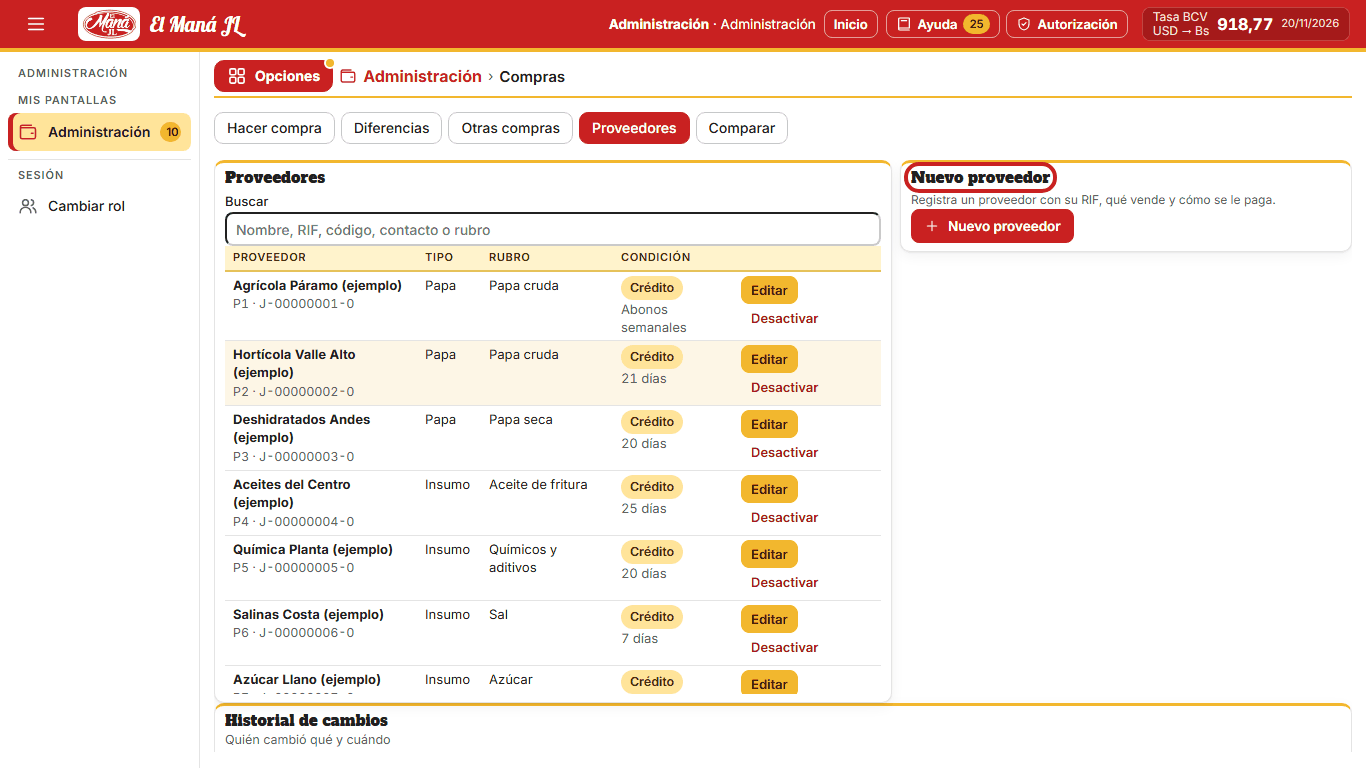 El Maná JL
El Maná JL
Administración · Administración
Inicio
Ayuda 25
Autorización
Tasa BCV
USD → Bs
918,77
20/11/2026
ADMINISTRACIÓN
MIS PANTALLAS
Administración 10
SESIÓN
Cambiar rol
Opciones
Administración › Compras
Hacer compra
Diferencias
Otras compras
Proveedores
Comparar
Proveedores
Buscar
Nombre, RIF, código, contacto o rubro
PROVEEDOR TIPO RUBRO CONDICIÓN
Agrícola Páramo (ejemplo) Papa Papa cruda Crédito Editar
P1 · J-00000001-0 Abonos semanales Desactivar
Hortícola Valle Alto (ejemplo) Papa Papa cruda Crédito Editar
P2 · J-00000002-0 21 días Desactivar
Deshidratados Andes (ejemplo) Papa Papa seca Crédito Editar
P3 · J-00000003-0 20 días Desactivar
Aceites del Centro (ejemplo) Insumo Aceite de fritura Crédito Editar
P4 · J-00000004-0 25 días Desactivar
Química Planta (ejemplo) Insumo Químicos y aditivos Crédito Editar
P5 · J-00000005-0 20 días Desactivar
Salinas Costa (ejemplo) Insumo Sal Crédito Editar
P6 · J-00000006-0 7 días Desactivar
Azúcar Llano (ejemplo) Insumo Azúcar Crédito Editar
Nuevo proveedor
Registra un proveedor con su RIF, qué vende y cómo se le paga.
+ Nuevo proveedor
Historial de cambios
Quién cambió qué y cuándo